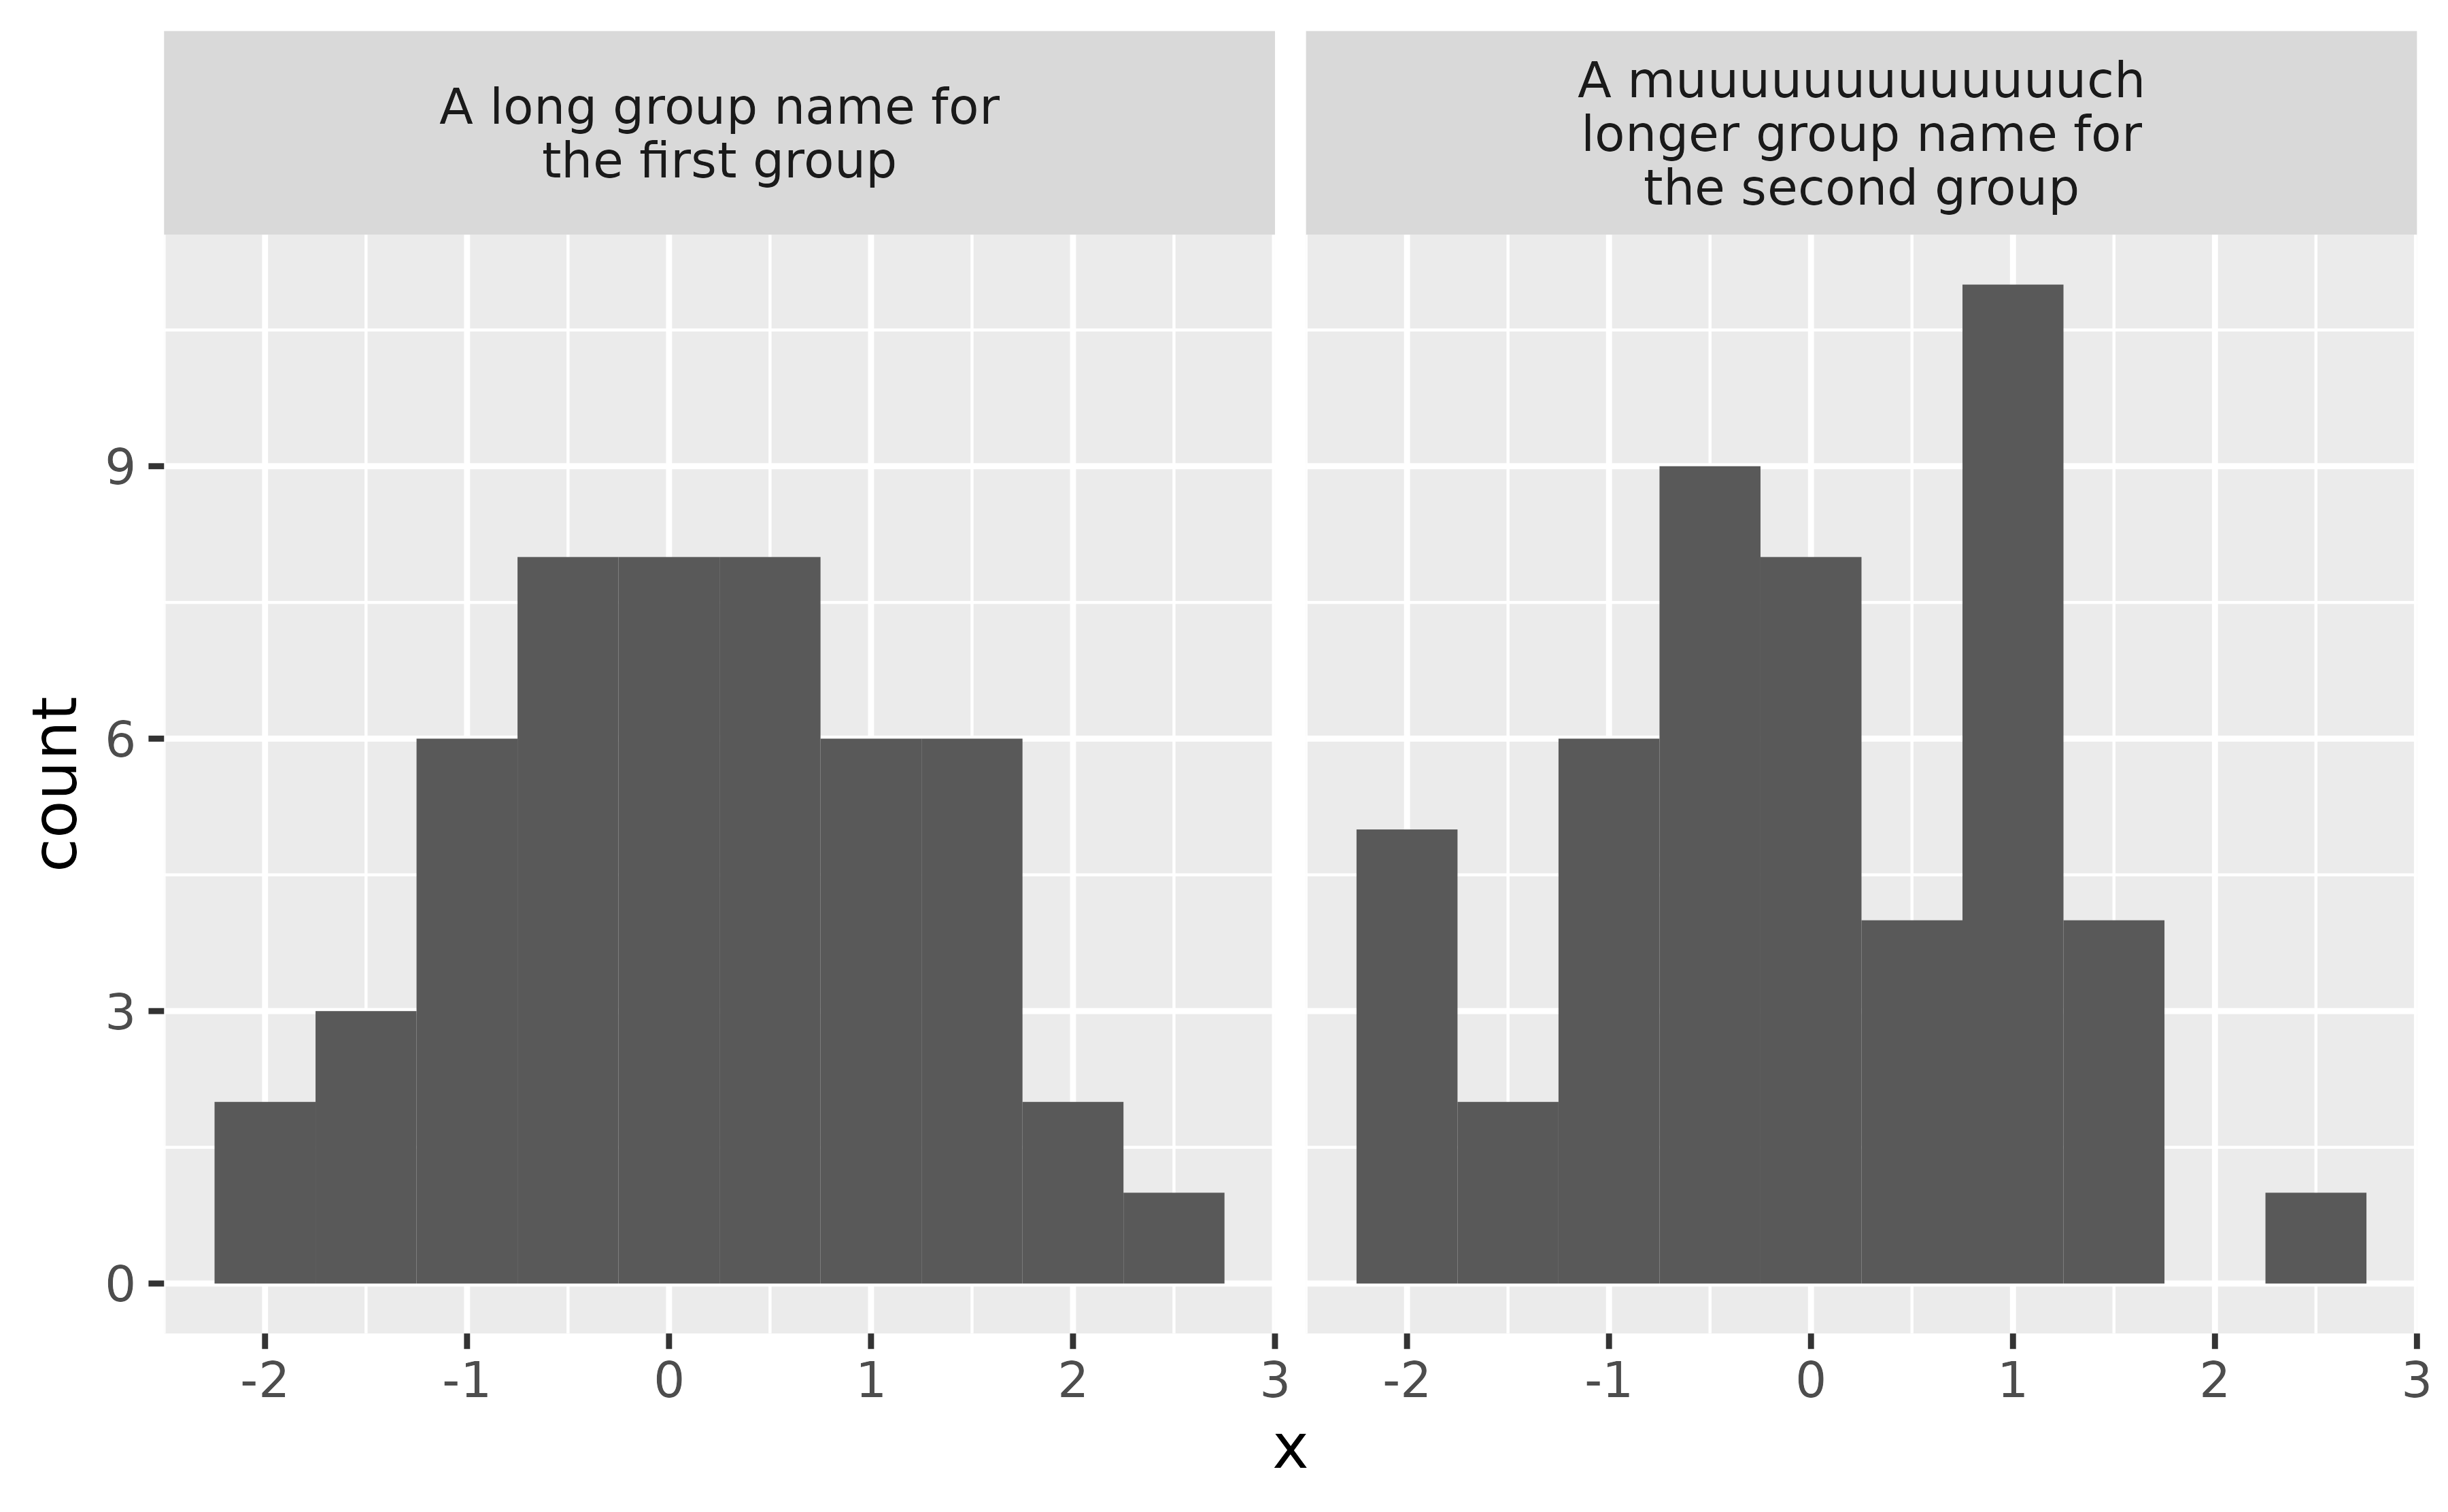 A long group name for
the first group
A muuuuuuuuuuuuuuch
longer group name for
the second group
count
9
6
3
0
-2 -1 0 1 2 3 -2 -1 0 1 2 3
x